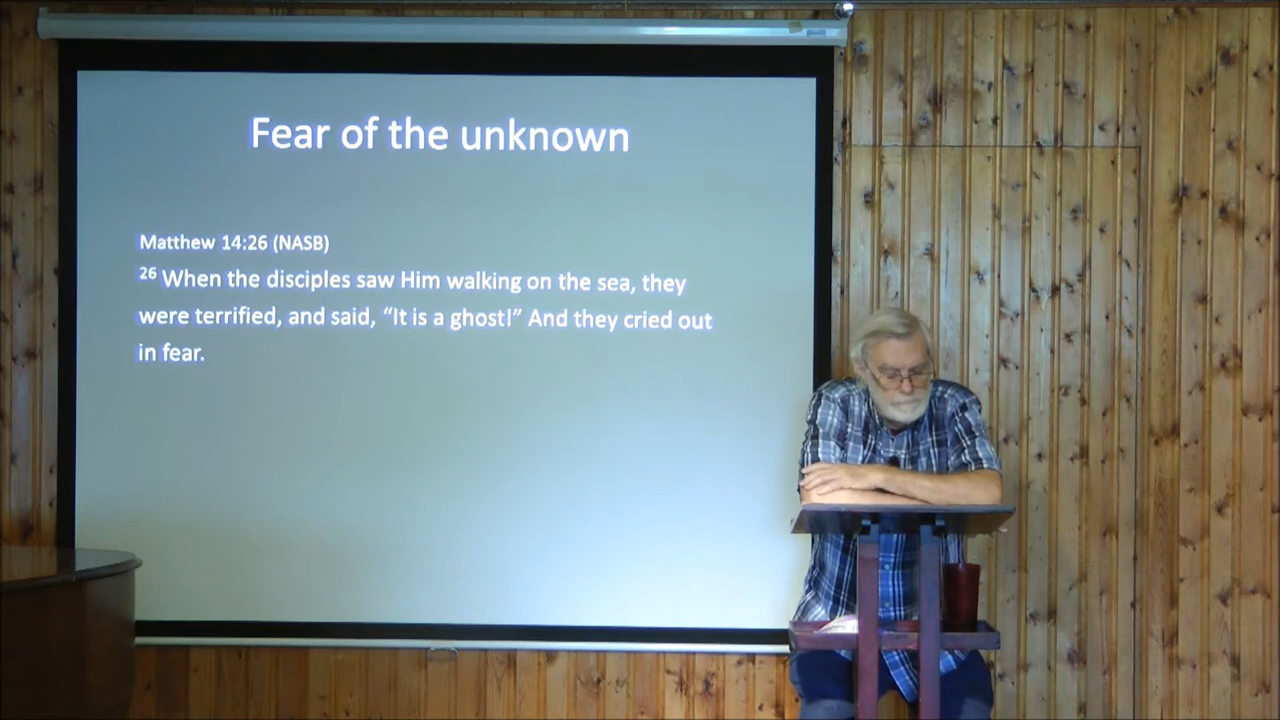 Fear of the unknown
Matthew 14:26 (NASB)
26 When the disciples saw Him walking on the sea, they
were terrified, and said, “It is a ghost!” And they cried out
in fear.